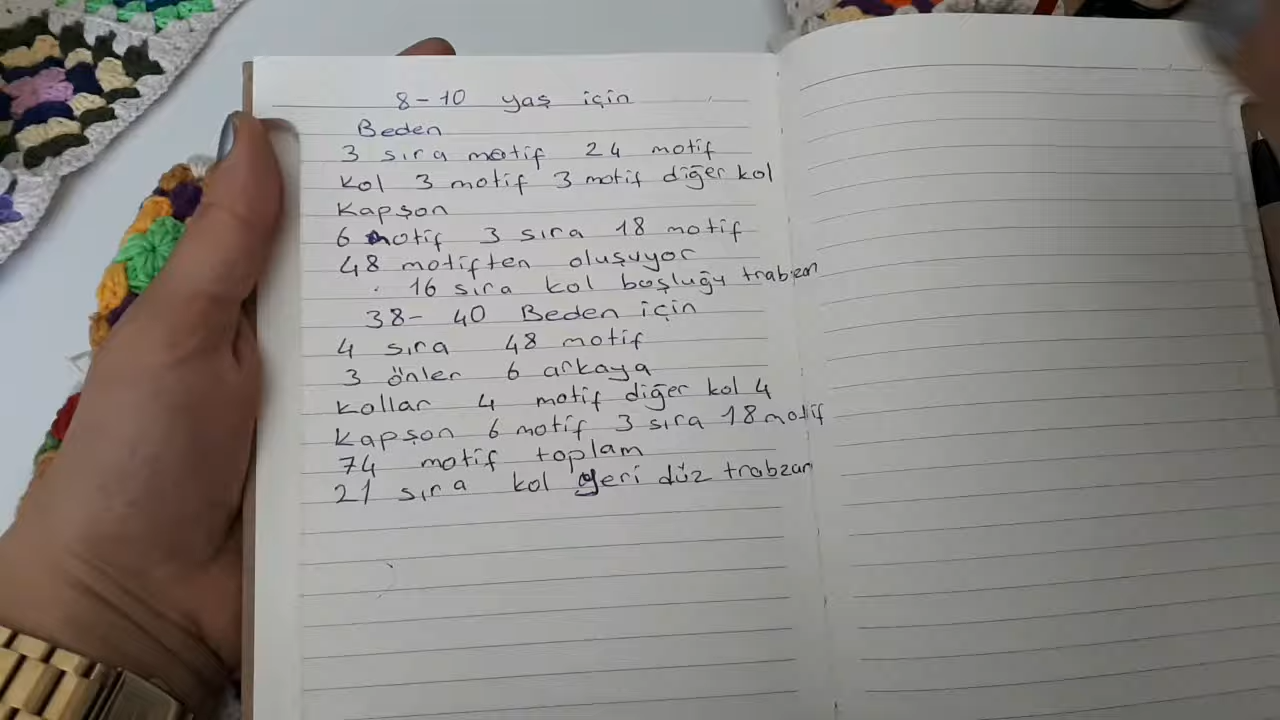 8-10 yaş için
Beden
3 sıra motif 24 motif
Kol 3 motif 3 motif diğer kol
Kapşon
6 motif 3 sıra 18 motif
48 motiften oluşuyor
16 sıra kol boşluğu trabzan
38-40 Beden için
4 sıra 48 motif
3 önler 6 arkaya
Kollar 4 motif diğer kol 4
Kapşon 6 motif 3 sıra 18 motif
74 motif toplam
21 sıra kol yeri düz trabzan